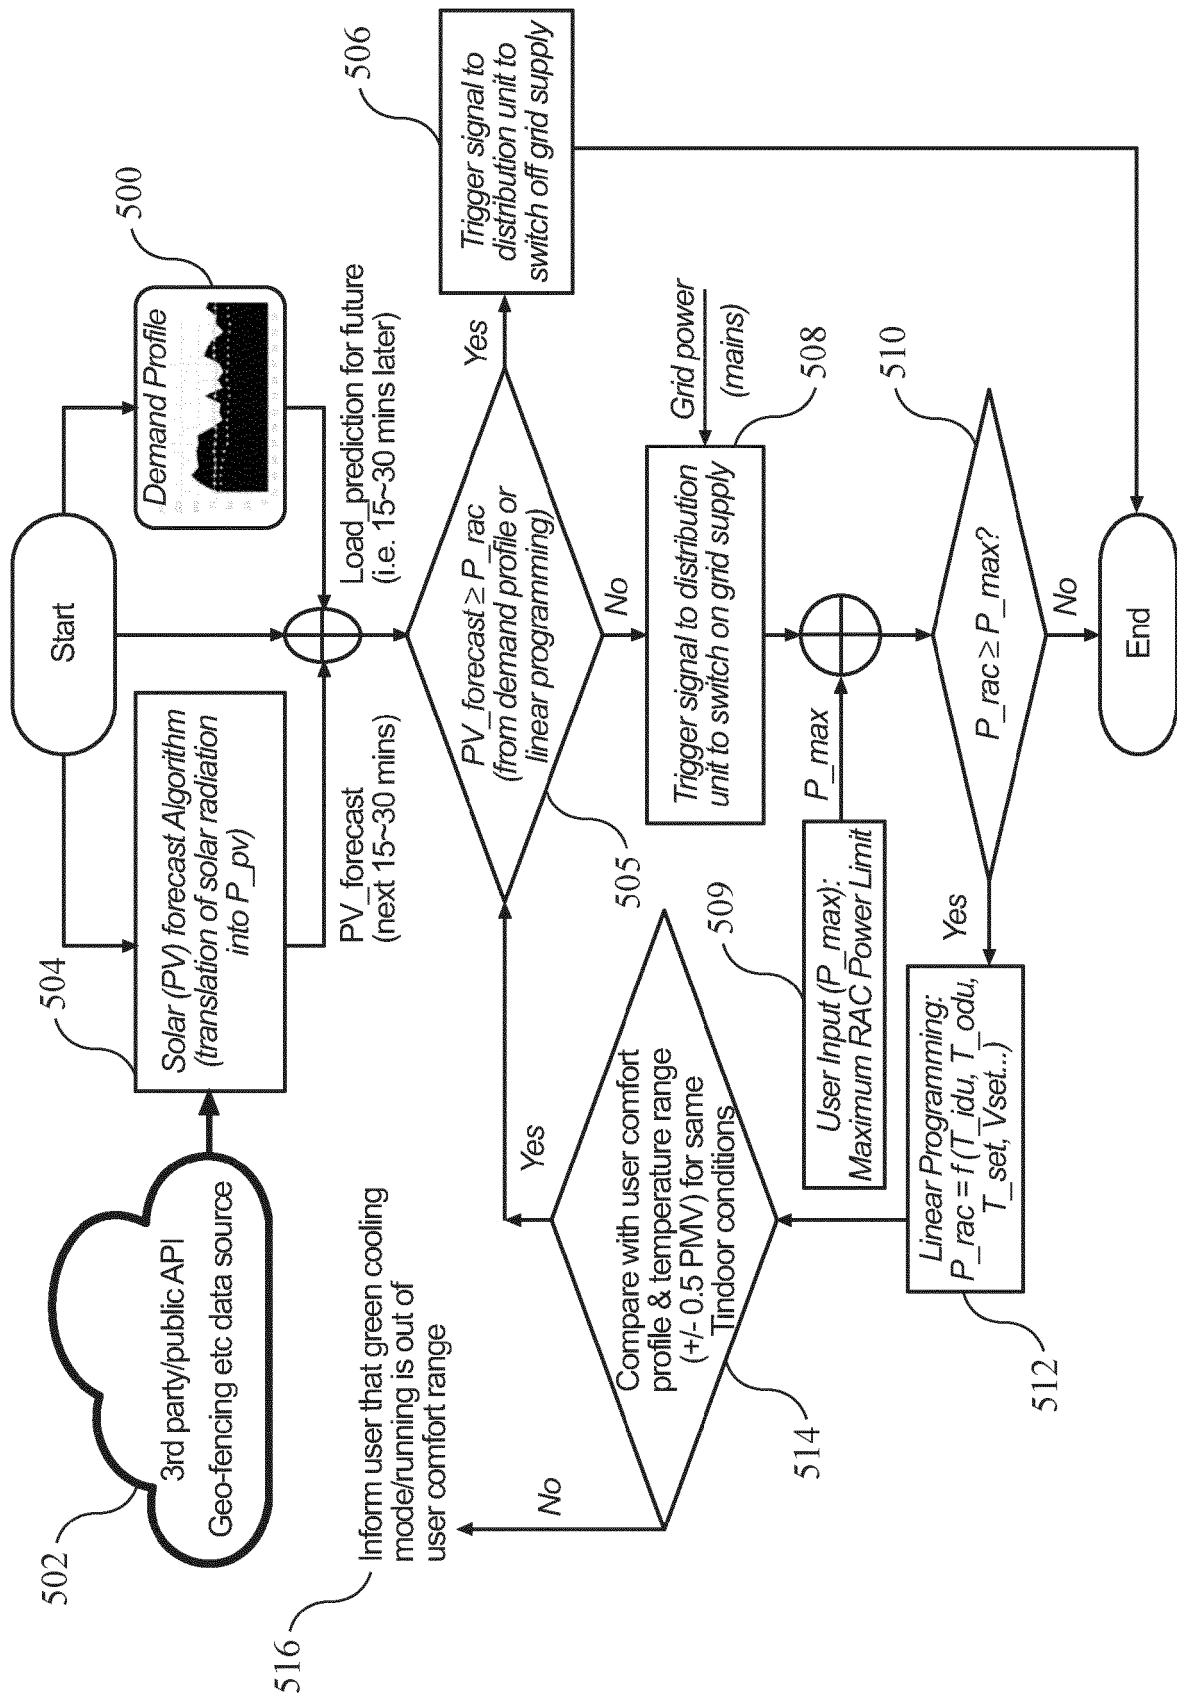 Start
500
Demand Profile
504
Solar (PV) forecast Algorithm
(translation of solar radiation
into P_pv)
502
3rd party/public API
Geo-fencing etc data source
PV_forecast
(next 15~30 mins)
Load_prediction for future
(i.e. 15~30 mins later)
516
Inform user that green cooling
mode/running is out of
user comfort range
505
PV_forecast ≥ P_rac
(from demand profile or
linear programming)
Yes
506
Trigger signal to
distribution unit to
switch off grid supply
No
Grid power
(mains)
508
Trigger signal to distribution
unit to switch on grid supply
No
Yes
514
Compare with user comfort
profile & temperature range
(+/- 0.5 PMV) for same
Tindoor conditions
509
User Input (P_max):
Maximum RAC Power Limit
P_max
510
P_rac ≥ P_max?
Yes
No
512
Linear Programming:
P_rac = f (T_idu, T_odu,
T_set, Vset...)
End